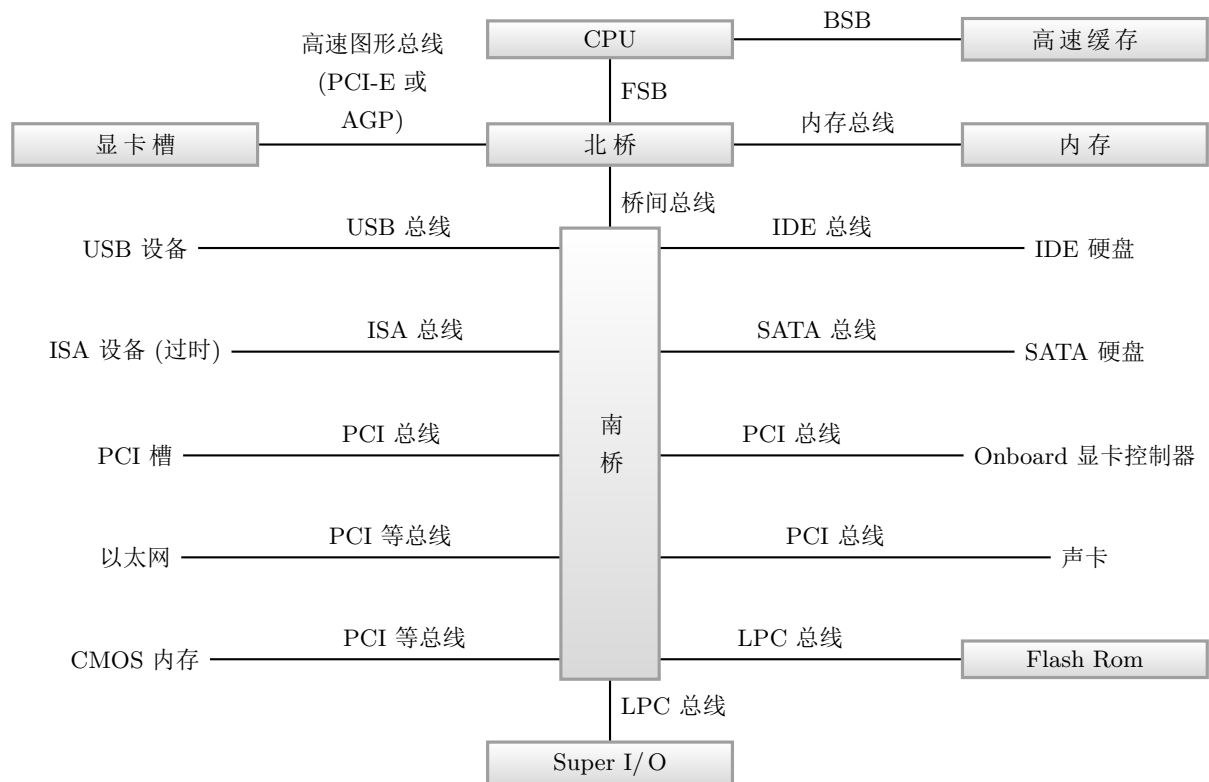 BSB
CPU
高速缓存
高速图形总线
(PCI-E 或
AGP)
FSB
显卡槽
北桥
内存总线
内存
桥间总线
USB 设备
USB 总线
IDE 总线
IDE 硬盘
ISA 设备 (过时)
ISA 总线
SATA 总线
SATA 硬盘
南
桥
PCI 槽
PCI 总线
PCI 总线
Onboard 显卡控制器
以太网
PCI 等总线
PCI 总线
声卡
CMOS 内存
PCI 等总线
LPC 总线
Flash Rom
LPC 总线
Super I/O